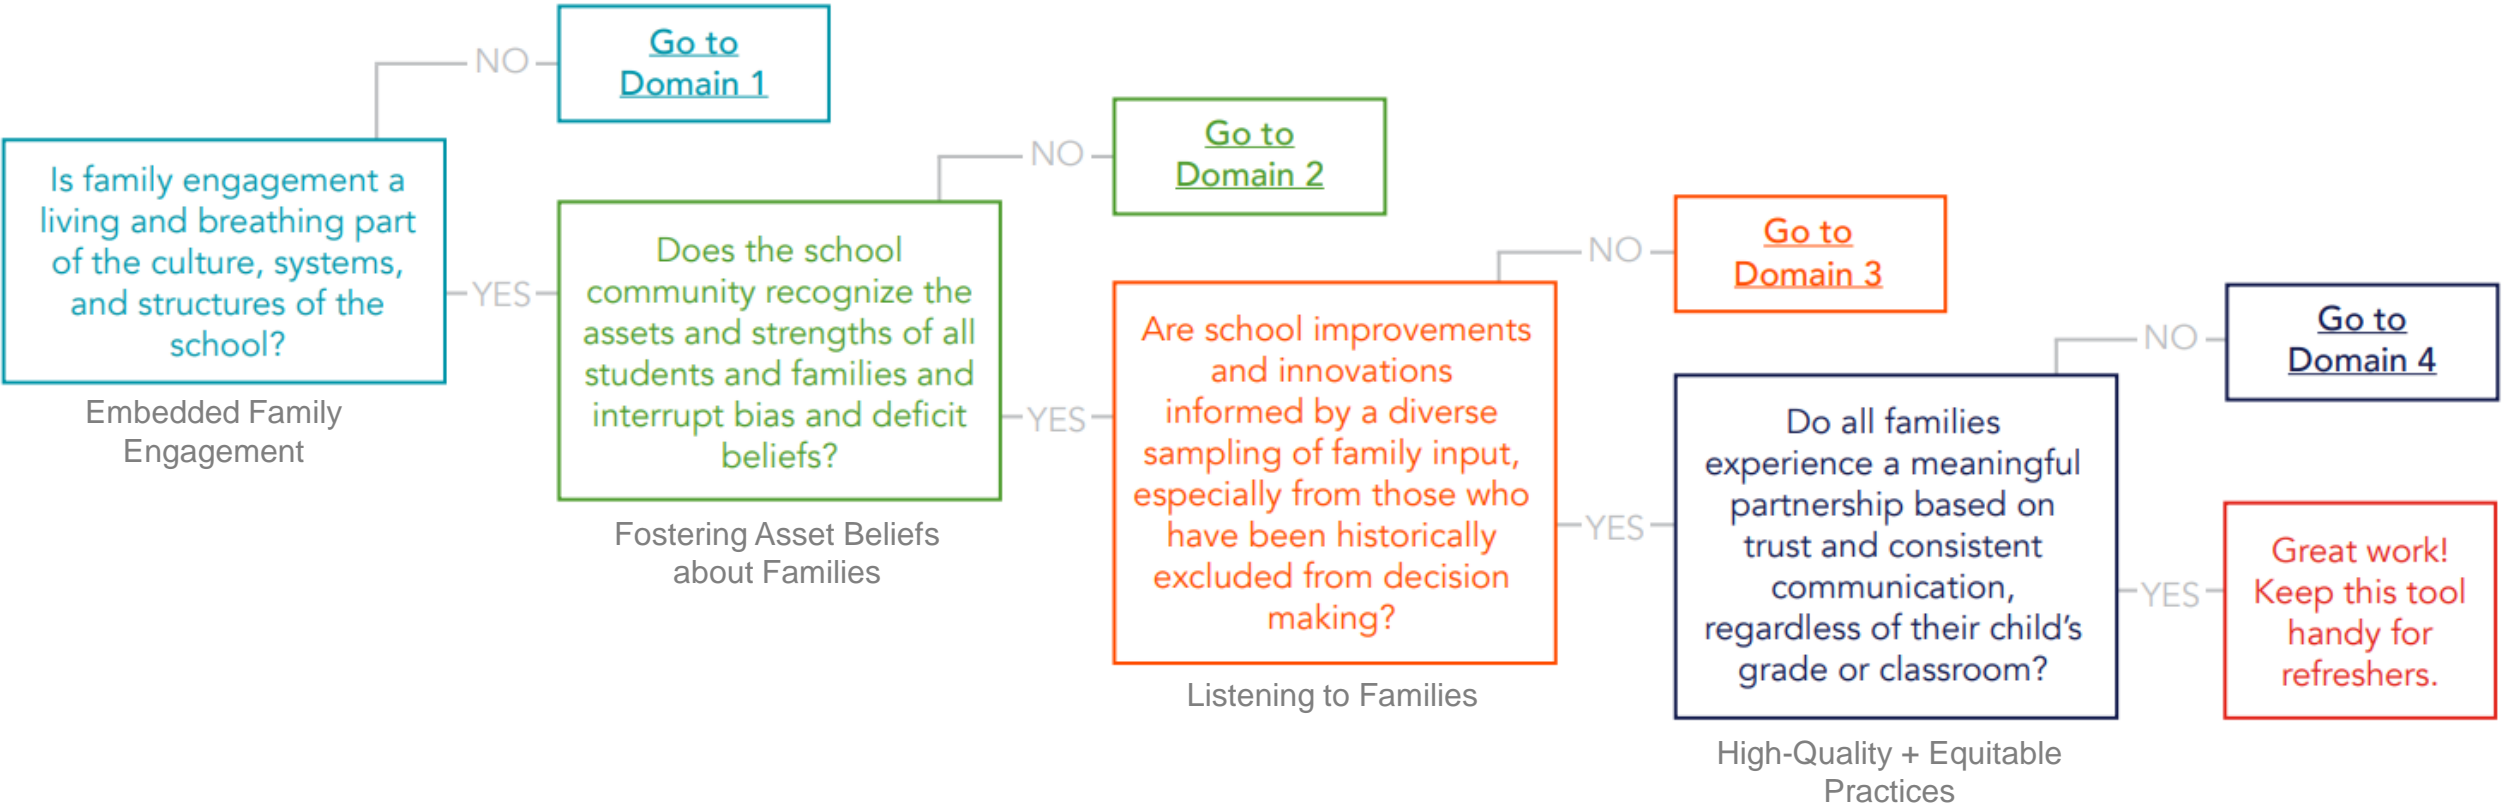 NO
Go to
Domain 1
Is family engagement a
living and breathing part
of the culture, systems,
and structures of the
school?
Embedded Family
Engagement
YES
NO
Go to
Domain 2
Does the school
community recognize the
assets and strengths of all
students and families and
interrupt bias and deficit
beliefs?
Fostering Asset Beliefs
about Families
YES
NO
Go to
Domain 3
Are school improvements
and innovations
informed by a diverse
sampling of family input,
especially from those who
have been historically
excluded from decision
making?
Listening to Families
YES
NO
Go to
Domain 4
Do all families
experience a meaningful
partnership based on
trust and consistent
communication,
regardless of their child’s
grade or classroom?
High-Quality + Equitable
Practices
YES
Great work!
Keep this tool
handy for
refreshers.